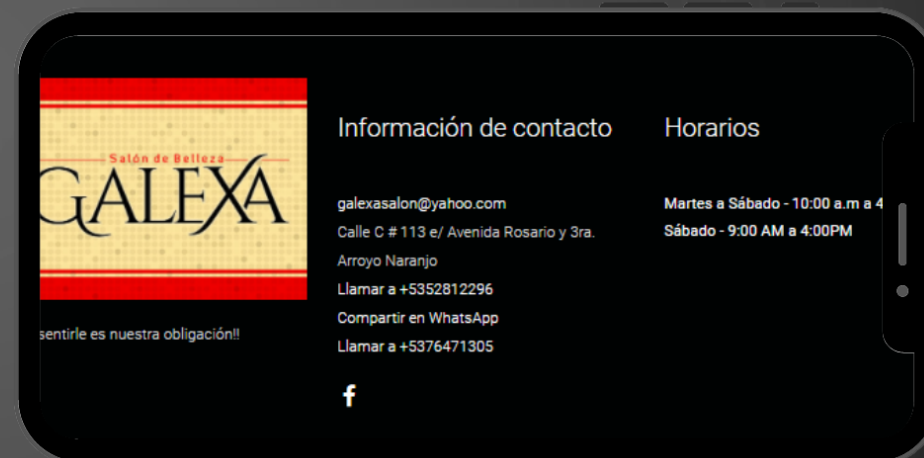 Salón de Belleza
GALEXA
sentirle es nuestra obligación!!
Información de contacto
galexasalon@yahoo.com
Calle C # 113 e/ Avenida Rosario y 3ra.
Arroyo Naranjo
Llamar a +5352812296
Compartir en WhatsApp
Llamar a +5376471305
Horarios
Martes a Sábado - 10:00 a.m a 4
Sábado - 9:00 AM a 4:00PM